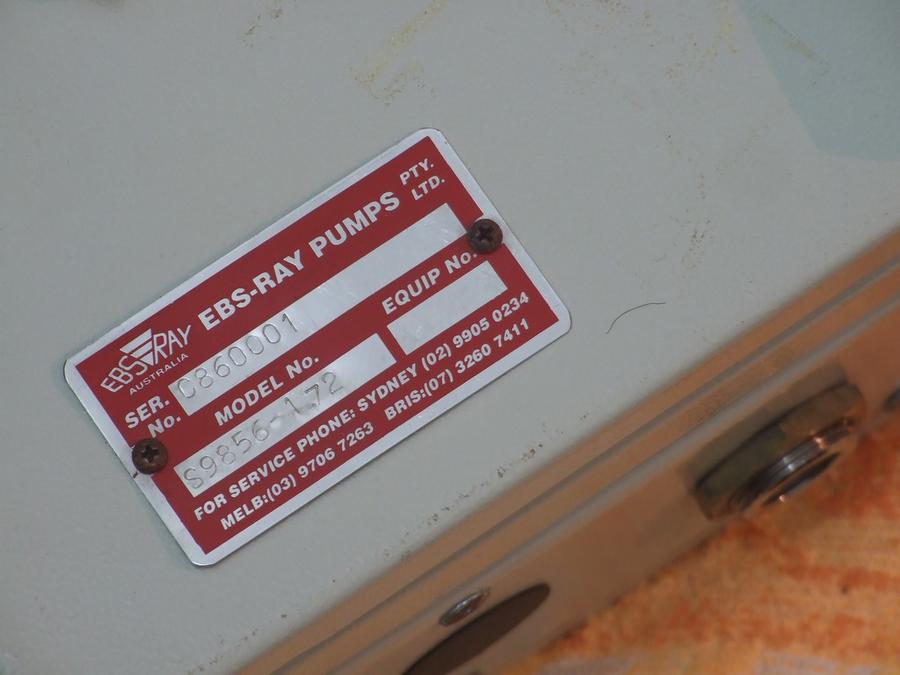 EBS RAY
AUSTRALIA
EBS-RAY PUMPS PTY. LTD.
SER. No. C860001
MODEL No.
EQUIP No.
S9856-172
FOR SERVICE PHONE: SYDNEY (02) 9905 0234
MELB:(03) 9706 7263 BRIS:(07) 3260 7411